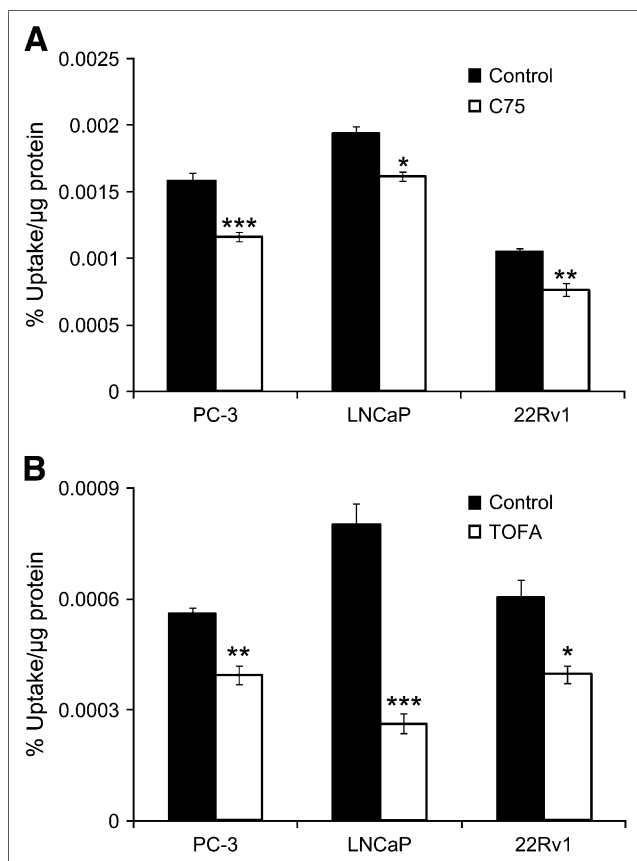 A
0.0025
Control
C75
0.002
*
0.0015
***
% Uptake/µg protein
0.001
**
0.0005
0
PC-3 LNCaP 22Rv1
B
0.0009
Control
TOFA
0.0006
% Uptake/µg protein
**
*
0.0003
***
0
PC-3 LNCaP 22Rv1